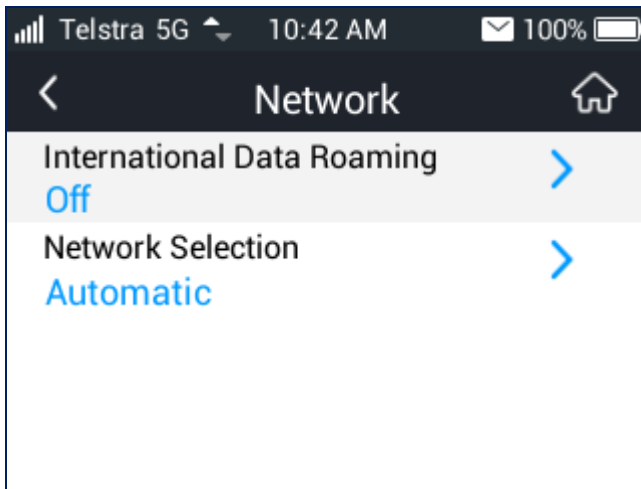 Telstra 5G 10:42 AM 100%
Network
International Data Roaming
Off
Network Selection
Automatic